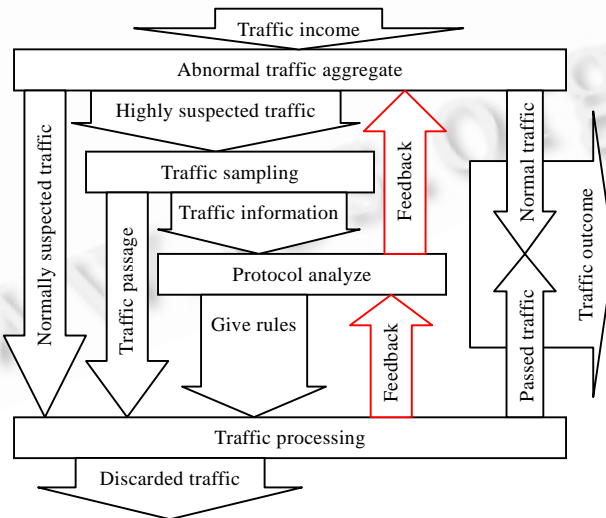 Traffic income
Abnormal traffic aggregate
Highly suspected traffic
Traffic sampling
Traffic information
Protocol analyze
Give rules
Traffic processing
Discarded traffic
Normally suspected traffic
Traffic passage
Feedback
Feedback
Normal traffic
Passed traffic
Traffic outcome